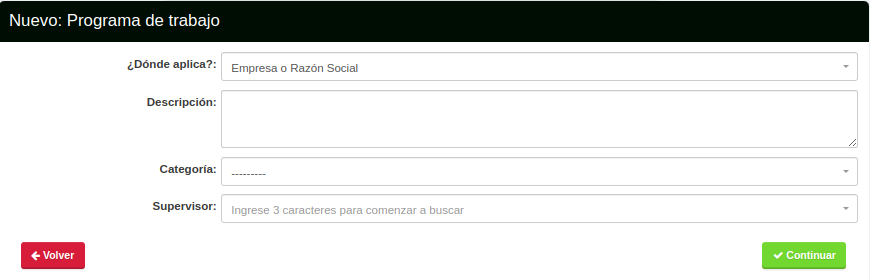 Nuevo: Programa de trabajo
¿Dónde aplica?: Empresa o Razón Social
Descripción:
Categoría: ---------
Supervisor: Ingrese 3 caracteres para comenzar a buscar
Volver Continuar